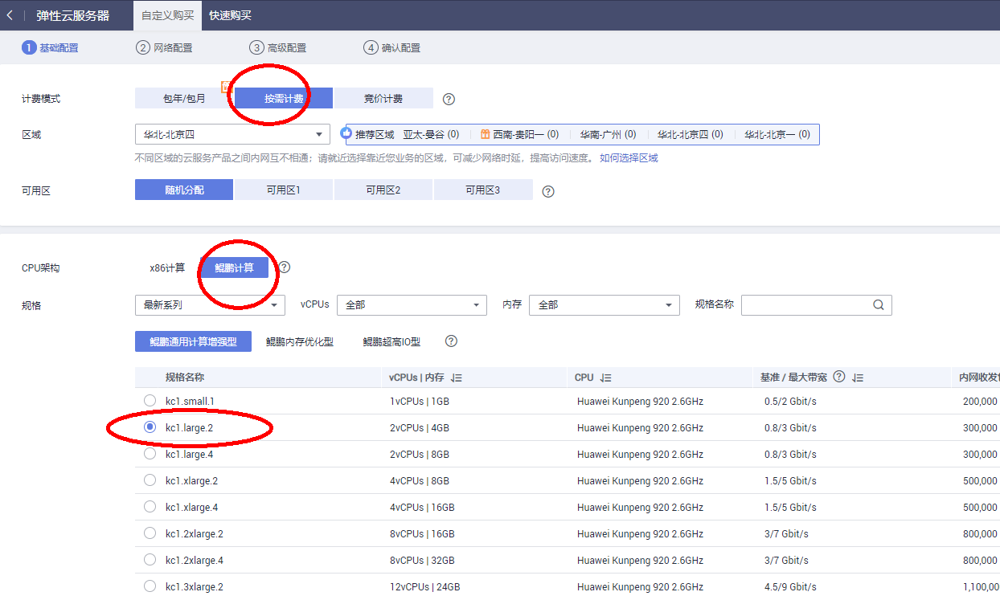 弹性云服务器 自定义购买 快速购买
1 基础配置 2 网络配置 3 高级配置 4 确认配置
计费模式 包年/包月 按需计费 竞价计费 ?
区域 华北-北京四 推荐区域 亚太-曼谷 (0) 西南-贵阳一 (0) 华南-广州 (0) 华北-北京四 (0) 华北-北京一 (0)
不同区域的云服务产品之间内网互不相通；请就近选择靠近您业务的区域，可减少网络时延，提高访问速度。 如何选择区域
可用区 随机分配 可用区1 可用区2 可用区3 ?
CPU架构 x86计算 鲲鹏计算 ?
规格 最新系列 vCPUs 全部 内存 全部 规格名称
鲲鹏通用计算增强型 鲲鹏内存优化型 鲲鹏超高IO型 ?
规格名称 vCPUs | 内存 CPU 基准 / 最大带宽 ? 内网收发
kc1.small.1 1vCPUs | 1GB Huawei Kunpeng 920 2.6GHz 0.5/2 Gbit/s 200,000
kc1.large.2 2vCPUs | 4GB Huawei Kunpeng 920 2.6GHz 0.8/3 Gbit/s 300,000
kc1.large.4 2vCPUs | 8GB Huawei Kunpeng 920 2.6GHz 0.8/3 Gbit/s 300,000
kc1.xlarge.2 4vCPUs | 8GB Huawei Kunpeng 920 2.6GHz 1.5/5 Gbit/s 500,000
kc1.xlarge.4 4vCPUs | 16GB Huawei Kunpeng 920 2.6GHz 1.5/5 Gbit/s 500,000
kc1.2xlarge.2 8vCPUs | 16GB Huawei Kunpeng 920 2.6GHz 3/7 Gbit/s 800,000
kc1.2xlarge.4 8vCPUs | 32GB Huawei Kunpeng 920 2.6GHz 3/7 Gbit/s 800,000
kc1.3xlarge.2 12vCPUs | 24GB Huawei Kunpeng 920 2.6GHz 4.5/9 Gbit/s 1,100,00